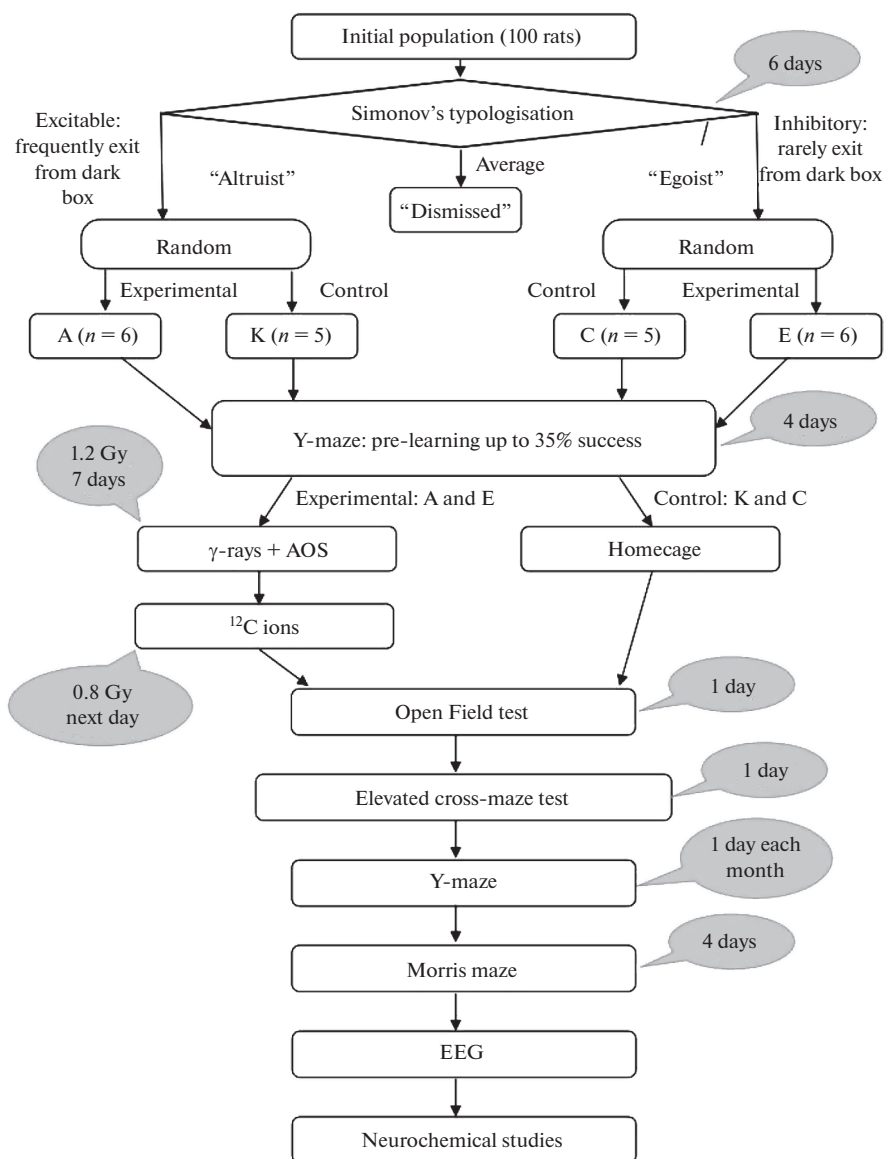 Initial population (100 rats)
6 days
Simonov’s typologisation
Excitable:
frequently exit
from dark
box
“Altruist”
Average
“Dismissed”
“Egoist”
Inhibitory:
rarely exit
from dark box
Random
Random
Experimental
Control
Control
Experimental
A (n = 6)
K (n = 5)
C (n = 5)
E (n = 6)
Y-maze: pre-learning up to 35% success
4 days
1.2 Gy
7 days
Experimental: A and E
Control: K and C
γ-rays + AOS
Homecage
¹²C ions
0.8 Gy
next day
Open Field test
1 day
Elevated cross-maze test
1 day
Y-maze
1 day each
month
Morris maze
4 days
EEG
Neurochemical studies